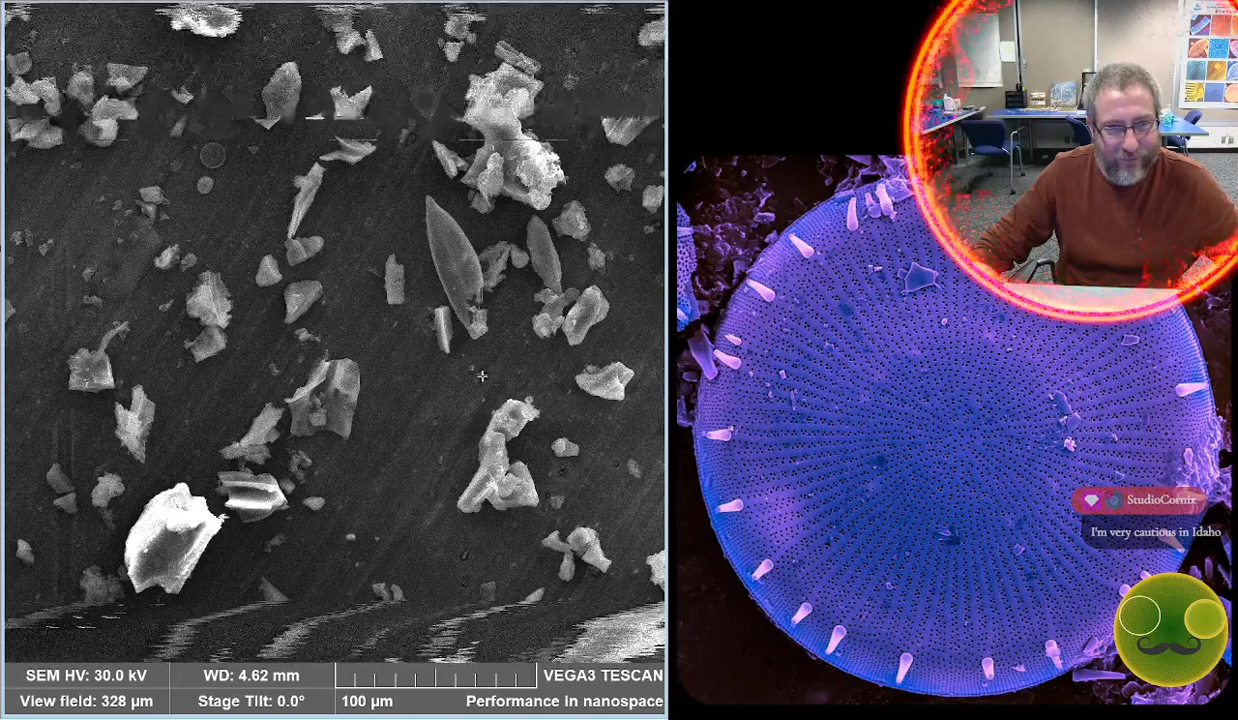 SEM HV: 30.0 kV
WD: 4.62 mm
VEGA3 TESCAN
View field: 328 µm
Stage Tilt: 0.0°
100 µm
Performance in nanospace
StudioCornix
I'm very cautious in Idaho